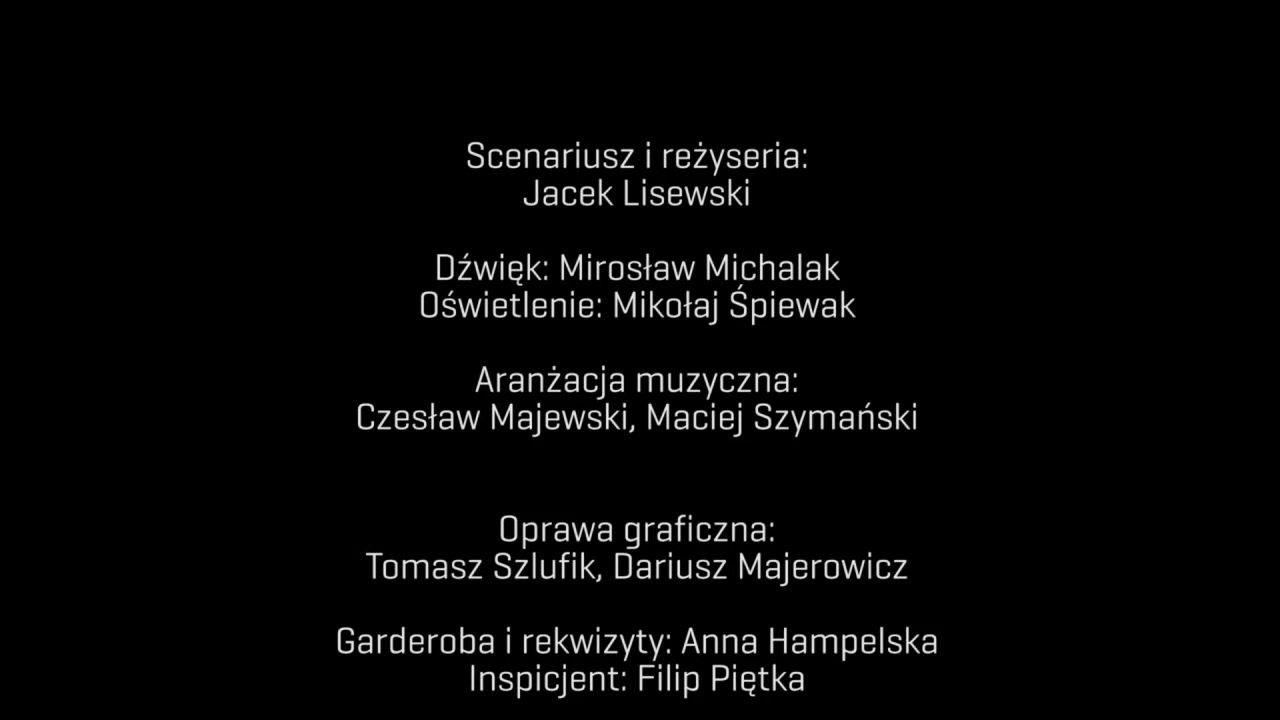 Scenariusz i reżyseria:
Jacek Lisewski
Dźwięk: Mirosław Michalak
Oświetlenie: Mikołaj Śpiewak
Aranżacja muzyczna:
Czesław Majewski, Maciej Szymański
Oprawa graficzna:
Tomasz Szlufik, Dariusz Majerowicz
Garderoba i rekwizyty: Anna Hampelska
Inspicjent: Filip Piętka